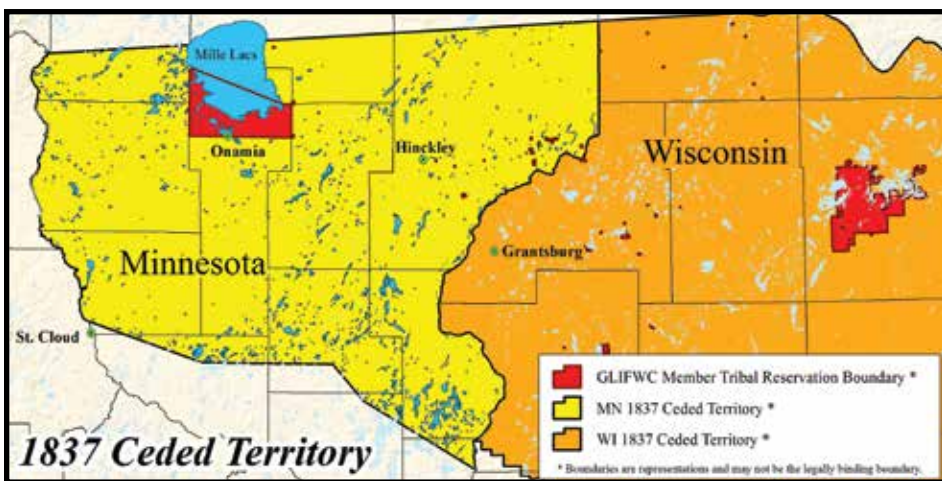 Mille Lacs
Onamia
Hinckley
Wisconsin
Grantsburg
Minnesota
St. Cloud
GLIFWC Member Tribal Reservation Boundary *
MN 1837 Ceded Territory *
WI 1837 Ceded Territory *
* Boundaries are representations and may not be the legally binding boundary.
1837 Ceded Territory